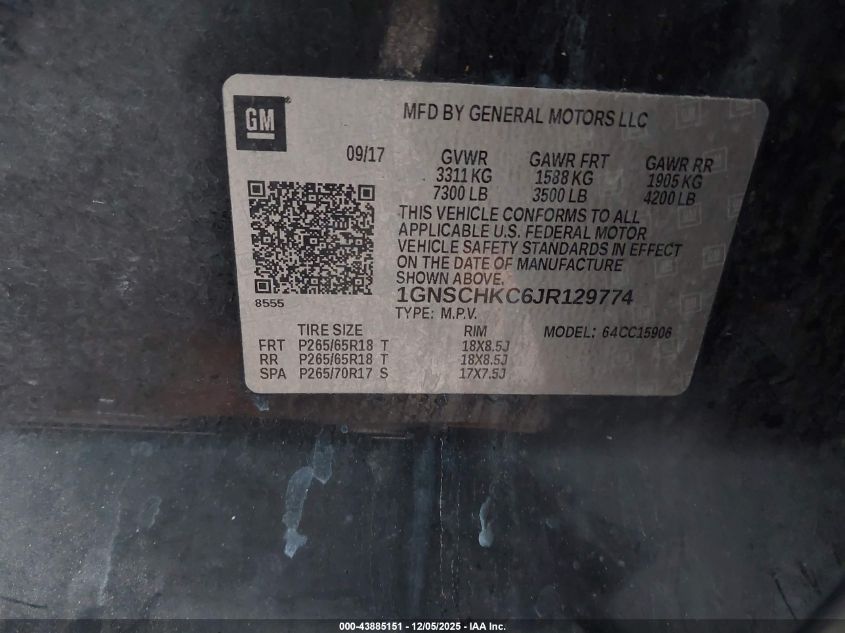 GM
MFD BY GENERAL MOTORS LLC
09/17
GVWR GAWR FRT GAWR RR
3311 KG 1588 KG 1905 KG
7300 LB 3500 LB 4200 LB
THIS VEHICLE CONFORMS TO ALL
APPLICABLE U.S. FEDERAL MOTOR
VEHICLE SAFETY STANDARDS IN EFFECT
ON THE DATE OF MANUFACTURE
SHOWN ABOVE.
8555
1GNSCHKC6JR129774
TYPE: M.P.V.
TIRE SIZE RIM MODEL: 64CC15906
FRT P265/65R18 T 18X8.5J
RR P265/65R18 T 18X8.5J
SPA P265/70R17 S 17X7.5J
000-43885151 - 12/05/2025 - IAA Inc.